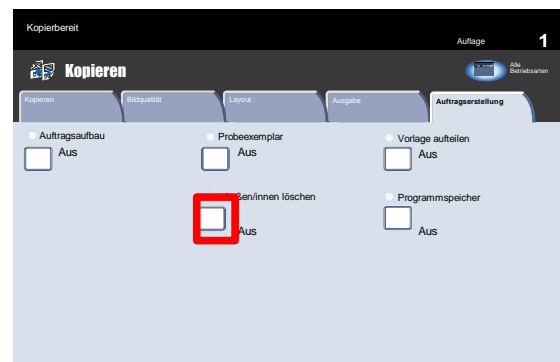 Kopierbereit
Auflage 1
Kopieren
Alle
Betriebsarten
Kopieren Bildqualität Layout Ausgabe Auftragserstellung
Auftragsaufbau Probeexemplar Vorlage aufteilen
Aus Aus Aus
/innen löschen Programmspeicher
Aus Aus